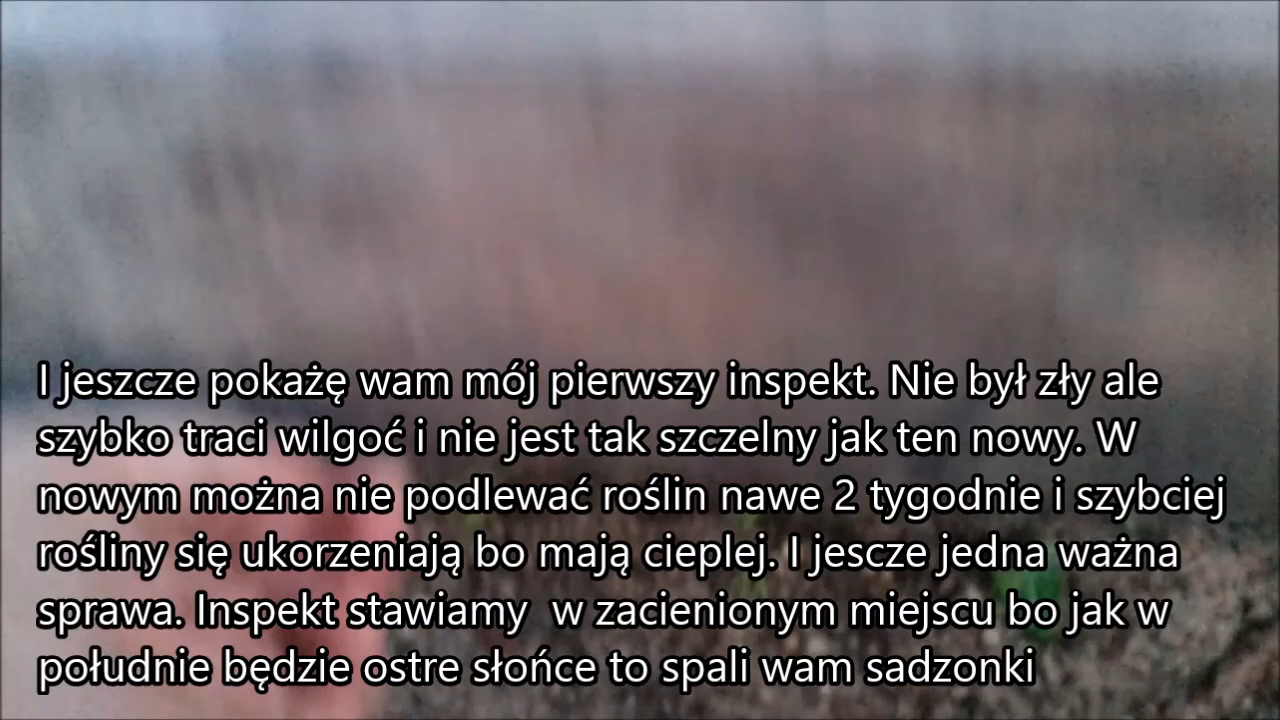 I jeszcze pokażę wam mój pierwszy inspekt. Nie był zły ale
szybko traci wilgoć i nie jest tak szczelny jak ten nowy. W
nowym można nie podlewać roślin nawe 2 tygodnie i szybciej
rośliny się ukorzeniają bo mają cieplej. I jescze jedna ważna
sprawa. Inspekt stawiamy  w zacienionym miejscu bo jak w
południe będzie ostre słońce to spali wam sadzonki